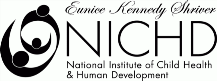 Eunice Kennedy Shriver
NICHD
National Institute of Child Health
& Human Development